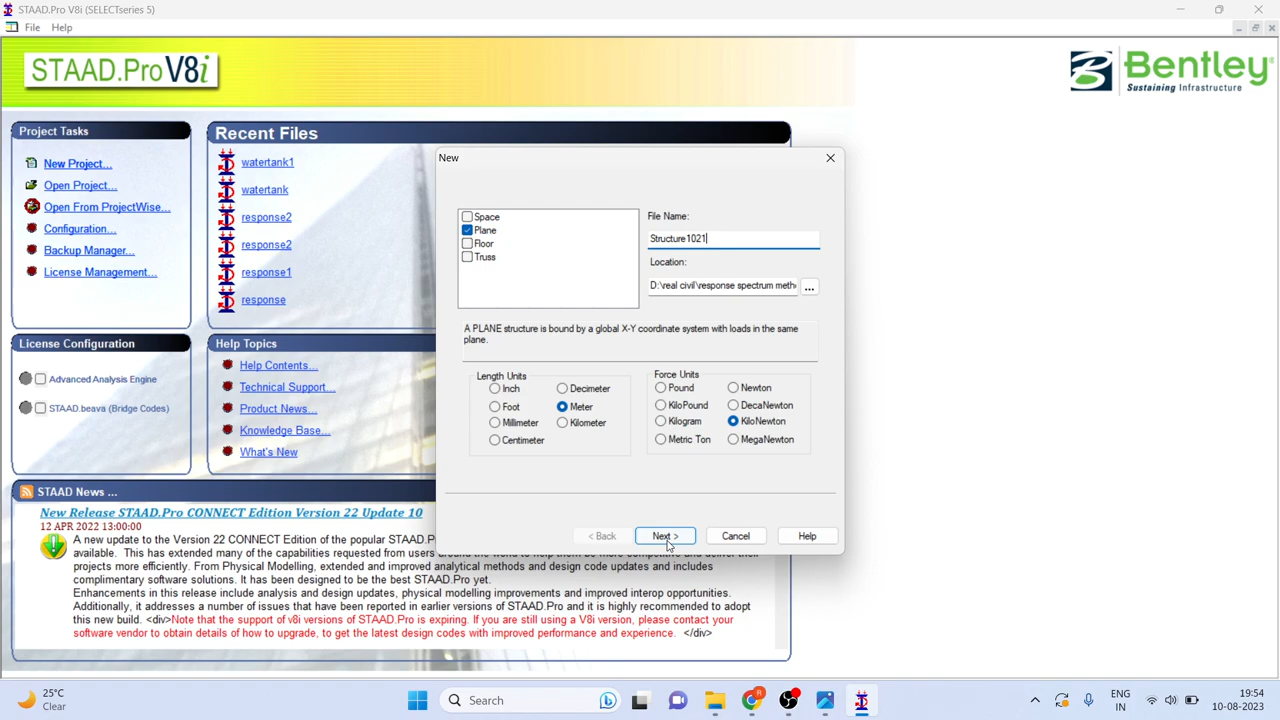 STAAD.Pro V8i (SELECTseries 5)
File Help
STAAD.Pro V8i
Bentley®
Sustaining Infrastructure
Project Tasks
New Project...
Open Project...
Open From ProjectWise...
Configuration...
Backup Manager...
License Management...
Recent Files
watertank1
watertank
response2
response2
response1
response
License Configuration
Advanced Analysis Engine
STAAD.beava (Bridge Codes)
Help Topics
Help Contents...
Technical Support...
Product News...
Knowledge Base...
What's New
New
Space
Plane
Floor
Truss
File Name:
Structure1021
Location:
D:\real civil\response spectrum meth
...
A PLANE structure is bound by a global X-Y coordinate system with loads in the same
plane.
Length Units
Inch Decimeter
Foot Meter
Millimeter Kilometer
Centimeter
Force Units
Pound Newton
KiloPound DecaNewton
Kilogram KiloNewton
Metric Ton MegaNewton
< Back Next > Cancel Help
STAAD News ...
New Release STAAD.Pro CONNECT Edition Version 22 Update 10
12 APR 2022 13:00:00
A new update to the Version 22 CONNECT Edition of the popular STAAD.P
available. This has extended many of the capabilities requested from users around the world to help them be more
productive and deliver their
projects more efficiently. From Physical Modelling, extended and improved analytical methods and design code updates and includes
complimentary software solutions. It has been designed to be the best STAAD.Pro yet.
Enhancements in this release include analysis and design updates, physical modelling improvements and improved interop opportunities.
Additionally, it addresses a number of issues that have been reported in earlier versions of STAAD.Pro and it is highly recommended to adopt
this new build. <div>Note that the support of v8i versions of STAAD.Pro is expiring. If you are still using a V8i version, please contact your
software vendor to obtain details of how to upgrade, to get the latest design codes with improved performance and experience. </div>
25°C
Clear
Search
ENG
IN
19:54
10-08-2023